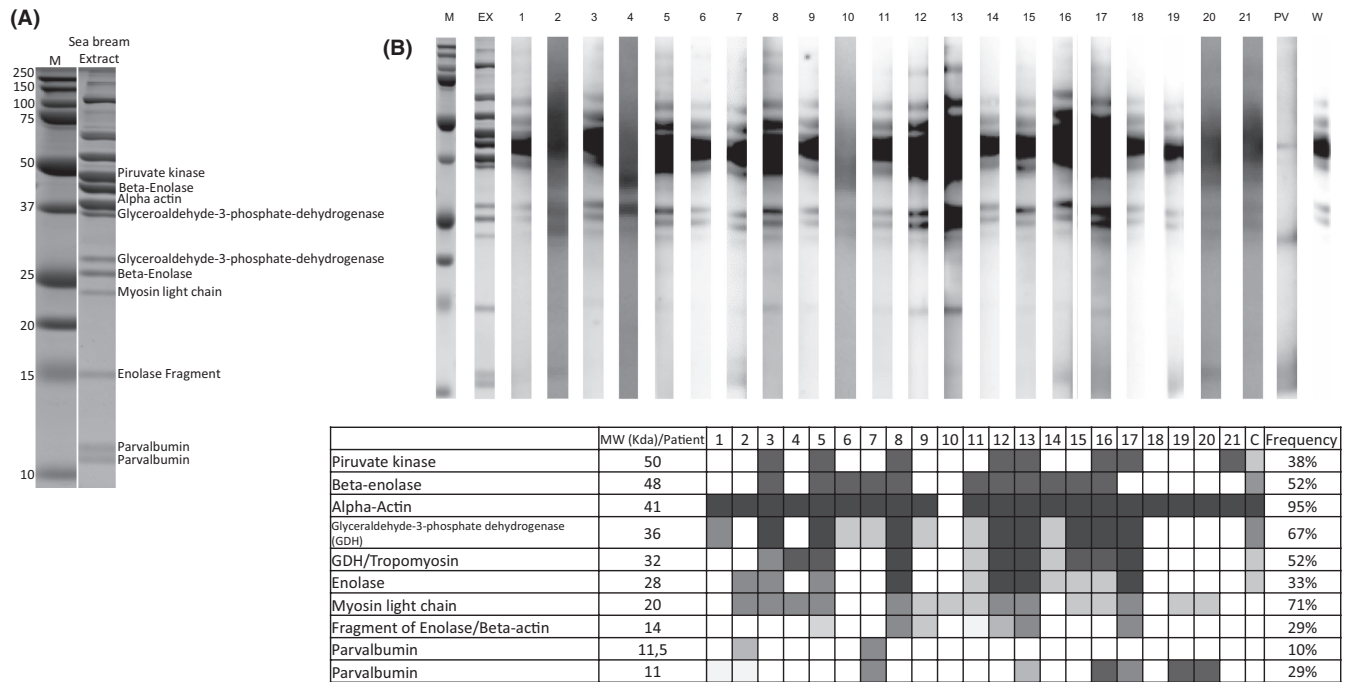 (A)
Sea bream
M Extract
250
150
100
75
50
37
25
20
15
10
Piruvate kinase
Beta-Enolase
Alpha actin
Glyceroaldehyde-3-phosphate-dehydrogenase
Glyceroaldehyde-3-phosphate-dehydrogenase
Beta-Enolase
Myosin light chain
Enolase Fragment
Parvalbumin
Parvalbumin
(B)
M EX 1 2 3 4 5 6 7 8 9 10 11 12 13 14 15 16 17 18 19 20 21 PV W
MW (Kda)/Patient 1 2 3 4 5 6 7 8 9 10 11 12 13 14 15 16 17 18 19 20 21 C Frequency
Piruvate kinase 50 38%
Beta-enolase 48 52%
Alpha-Actin 41 95%
Glyceraldehyde-3-phosphate dehydrogenase
(GDH) 36 67%
GDH/Tropomyosin 32 52%
Enolase 28 33%
Myosin light chain 20 71%
Fragment of Enolase/Beta-actin 14 29%
Parvalbumin 11,5 10%
Parvalbumin 11 29%